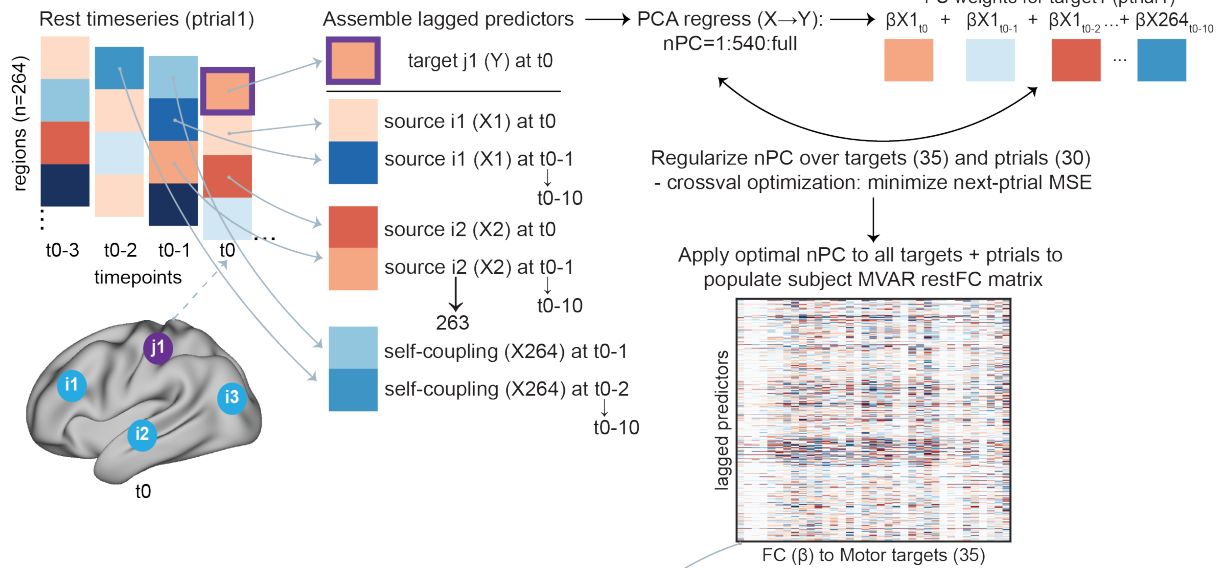 Rest timeseries (ptrial1)
regions (n=264)
t0-3
t0-2
t0-1
t0
...
timepoints
j1
i1
i2
i3
t0
Assemble lagged predictors
target j1 (Y) at t0
source i1 (X1) at t0
source i1 (X1) at t0-1
↓
t0-10
source i2 (X2) at t0
source i2 (X2) at t0-1
↓
t0-10
263
self-coupling (X264) at t0-1
self-coupling (X264) at t0-2
↓
t0-10
PCA regress (X→Y):
nPC=1:540:full
FC weights for target1 (ptrial1)
βX1t0 + βX1t0-1 + βX1t0-2 ...+ βX264t0-10
...
Regularize nPC over targets (35) and ptrials (30)
- crossval optimization: minimize next-ptrial MSE
Apply optimal nPC to all targets + ptrials to
populate subject MVAR restFC matrix
lagged predictors
FC (β) to Motor targets (35)